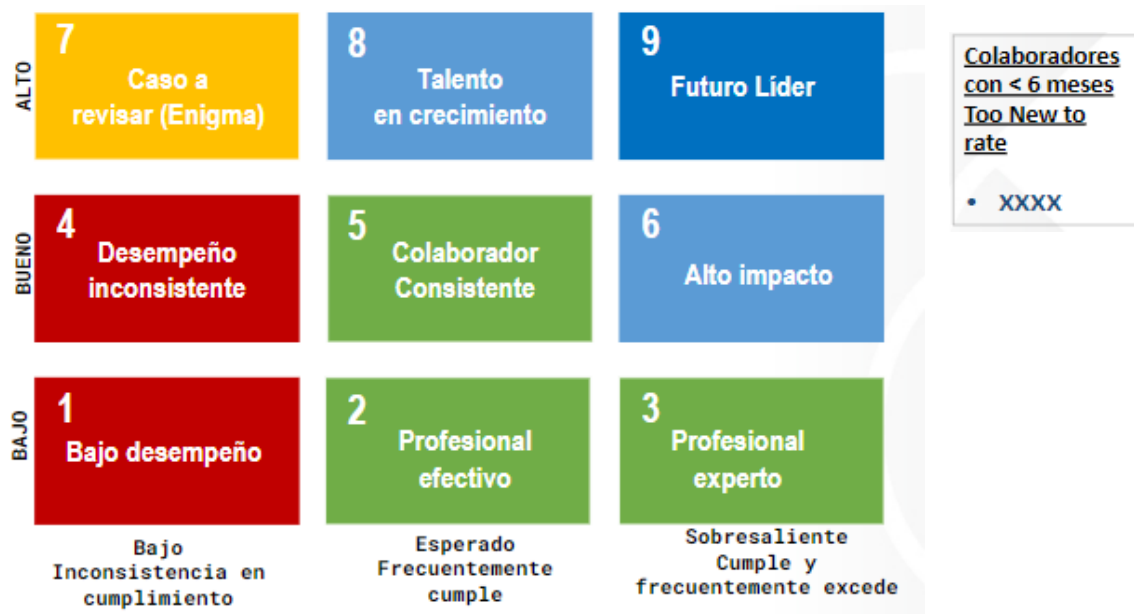 ALTO
7
Caso a
revisar (Enigma)
8
Talento
en crecimiento
9
Futuro Líder
Colaboradores
con < 6 meses
Too New to
rate
• XXXX
BUENO
4
Desempeño
inconsistente
5
Colaborador
Consistente
6
Alto impacto
BAJO
1
Bajo desempeño
2
Profesional
efectivo
3
Profesional
experto
Bajo
Inconsistencia en
cumplimiento
Esperado
Frecuentemente
cumple
Sobresaliente
Cumple y
frecuentemente excede